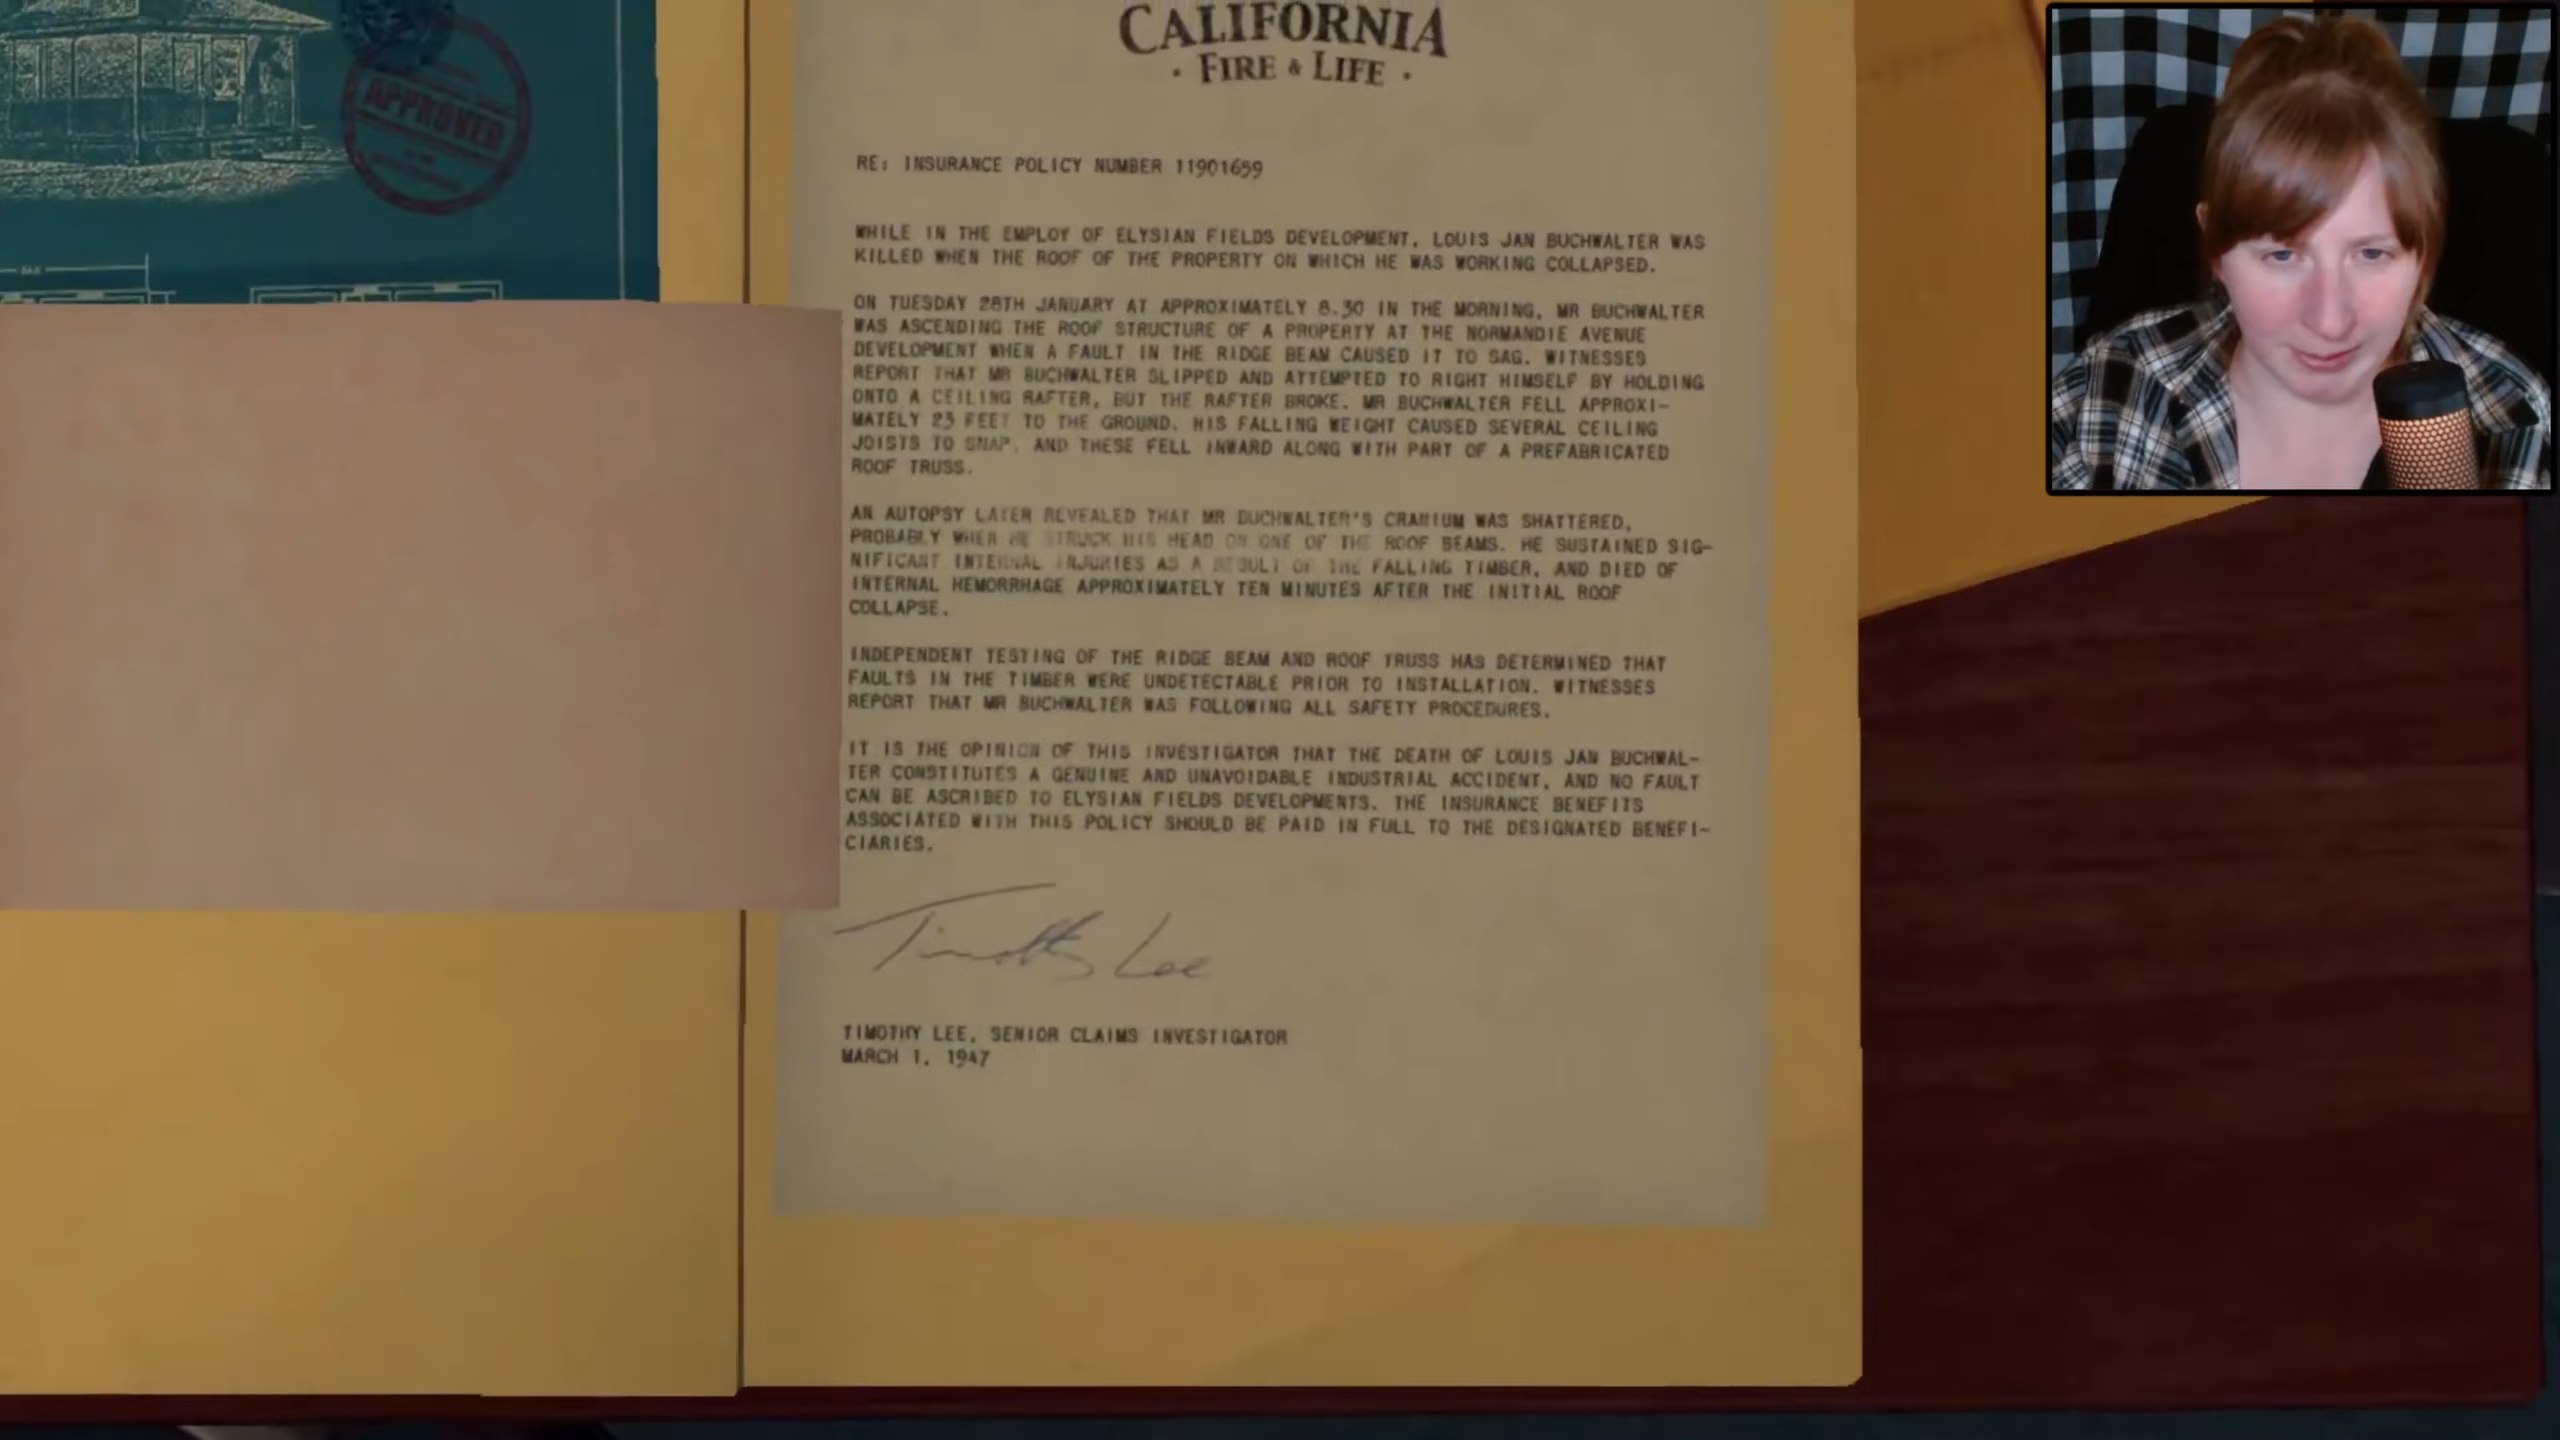 APPROVED
CALIFORNIA
· FIRE & LIFE ·
RE: INSURANCE POLICY NUMBER 11901659
WHILE IN THE EMPLOY OF ELYSIAN FIELDS DEVELOPMENT, LOUIS JAN BUCHWALTER WAS
KILLED WHEN THE ROOF OF THE PROPERTY ON WHICH HE WAS WORKING COLLAPSED.
ON TUESDAY 28TH JANUARY AT APPROXIMATELY 8.30 IN THE MORNING, MR BUCHWALTER
WAS ASCENDING THE ROOF STRUCTURE OF A PROPERTY AT THE NORMANDIE AVENUE
DEVELOPMENT WHEN A FAULT IN THE RIDGE BEAM CAUSED IT TO SAG. WITNESSES
REPORT THAT MR BUCHWALTER SLIPPED AND ATTEMPTED TO RIGHT HIMSELF BY HOLDING
ONTO A CEILING RAFTER, BUT THE RAFTER BROKE. MR BUCHWALTER FELL APPROXI-
MATELY 23 FEET TO THE GROUND. HIS FALLING WEIGHT CAUSED SEVERAL CEILING
JOISTS TO SNAP, AND THESE FELL INWARD ALONG WITH PART OF A PREFABRICATED
ROOF TRUSS.
AN AUTOPSY LATER REVEALED THAT MR BUCHWALTER'S CRANIUM WAS SHATTERED,
PROBABLY WHEN HE STRUCK HIS HEAD ON ONE OF THE ROOF BEAMS. HE SUSTAINED SIG-
NIFICANT INTERNAL INJURIES AS A RESULT OF THE FALLING TIMBER, AND DIED OF
INTERNAL HEMORRHAGE APPROXIMATELY TEN MINUTES AFTER THE INITIAL ROOF
COLLAPSE.
INDEPENDENT TESTING OF THE RIDGE BEAM AND ROOF TRUSS HAS DETERMINED THAT
FAULTS IN THE TIMBER WERE UNDETECTABLE PRIOR TO INSTALLATION. WITNESSES
REPORT THAT MR BUCHWALTER WAS FOLLOWING ALL SAFETY PROCEDURES.
IT IS THE OPINION OF THIS INVESTIGATOR THAT THE DEATH OF LOUIS JAN BUCHWAL-
TER CONSTITUTES A GENUINE AND UNAVOIDABLE INDUSTRIAL ACCIDENT, AND NO FAULT
CAN BE ASCRIBED TO ELYSIAN FIELDS DEVELOPMENTS. THE INSURANCE BENEFITS
ASSOCIATED WITH THIS POLICY SHOULD BE PAID IN FULL TO THE DESIGNATED BENEFI-
CIARIES.
Timothy Lee
TIMOTHY LEE, SENIOR CLAIMS INVESTIGATOR
MARCH 1, 1947